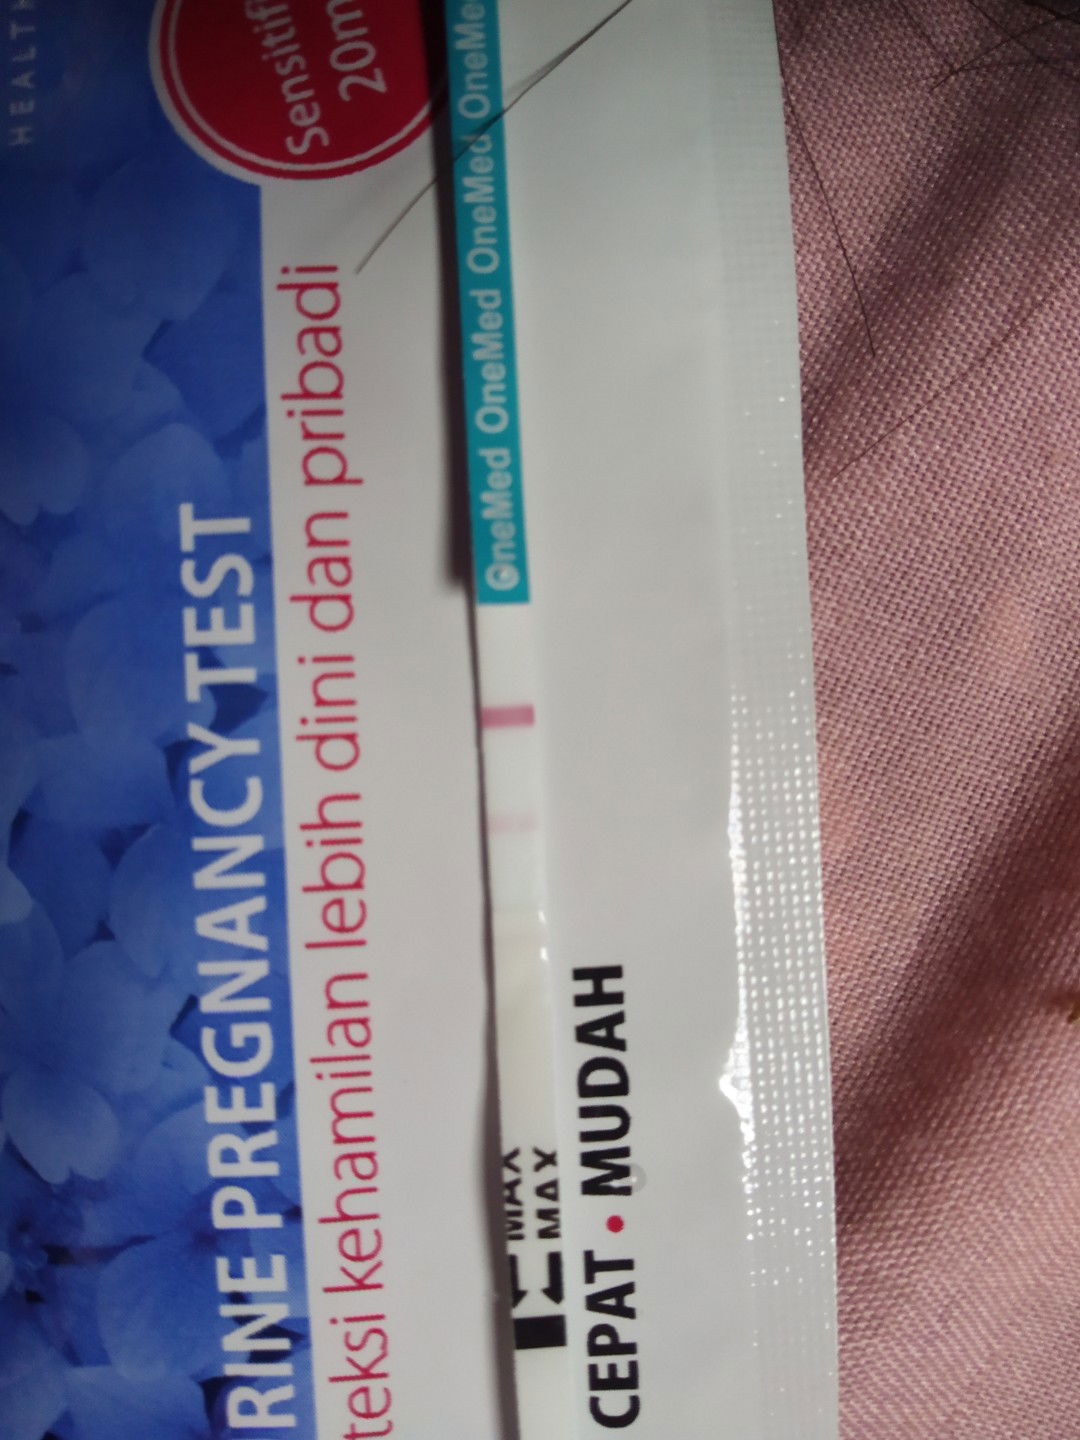 HEALTH
Sensitifi
20m
RINE PREGNANCY TEST
teksi kehamilan lebih dini dan pribadi
OneMed OneMed OneMed OneMed
MAX
MAX
CEPAT • MUDAH